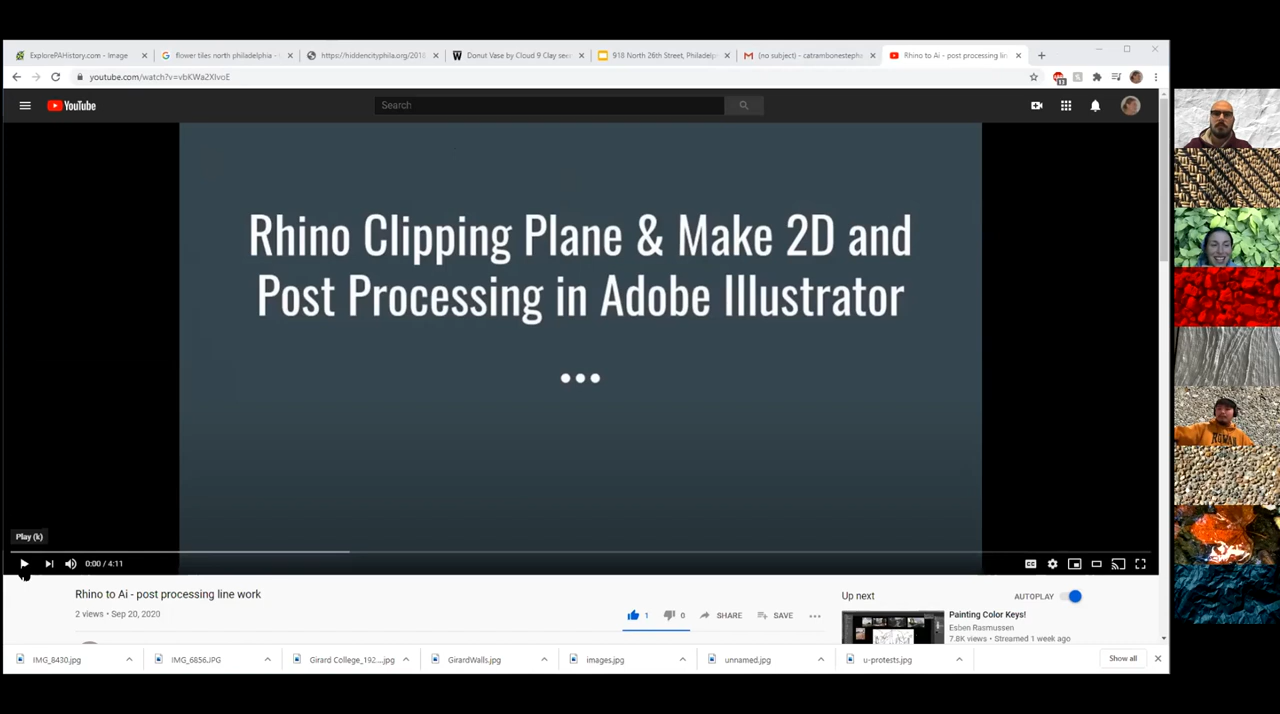 ExplorePAHistory.com - Image
flower tiles north philadelphia -
https://hiddencityphila.org/2018
Donut Vase by Cloud 9 Clay see
918 North 26th Street, Philadelp
(no subject) - catrambonesteph
Rhino to Ai - post processing lin
youtube.com/watch?v=vbKWa2XIvoE
YouTube
Search
Rhino Clipping Plane & Make 2D and
Post Processing in Adobe Illustrator
Play (k)
0:00 / 4:11
Rhino to Ai - post processing line work
2 views • Sep 20, 2020
1
0
SHARE
SAVE
Up next
AUTOPLAY
Painting Color Keys!
Esben Rasmussen
7.8K views • Streamed 1 week ago
IMG_8430.jpg
IMG_6856.JPG
Girard College_192....jpg
GirardWalls.jpg
images.jpg
unnamed.jpg
u-protests.jpg
Show all
ROWAN